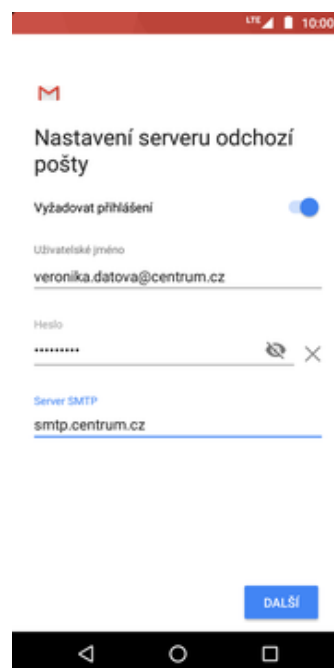 LTE 10:00
Nastavení serveru odchozí
pošty
Vyžadovat přihlášení
Uživatelské jméno
veronika.datova@centrum.cz
Heslo
•••••••••
Server SMTP
smtp.centrum.cz
DALŠÍ